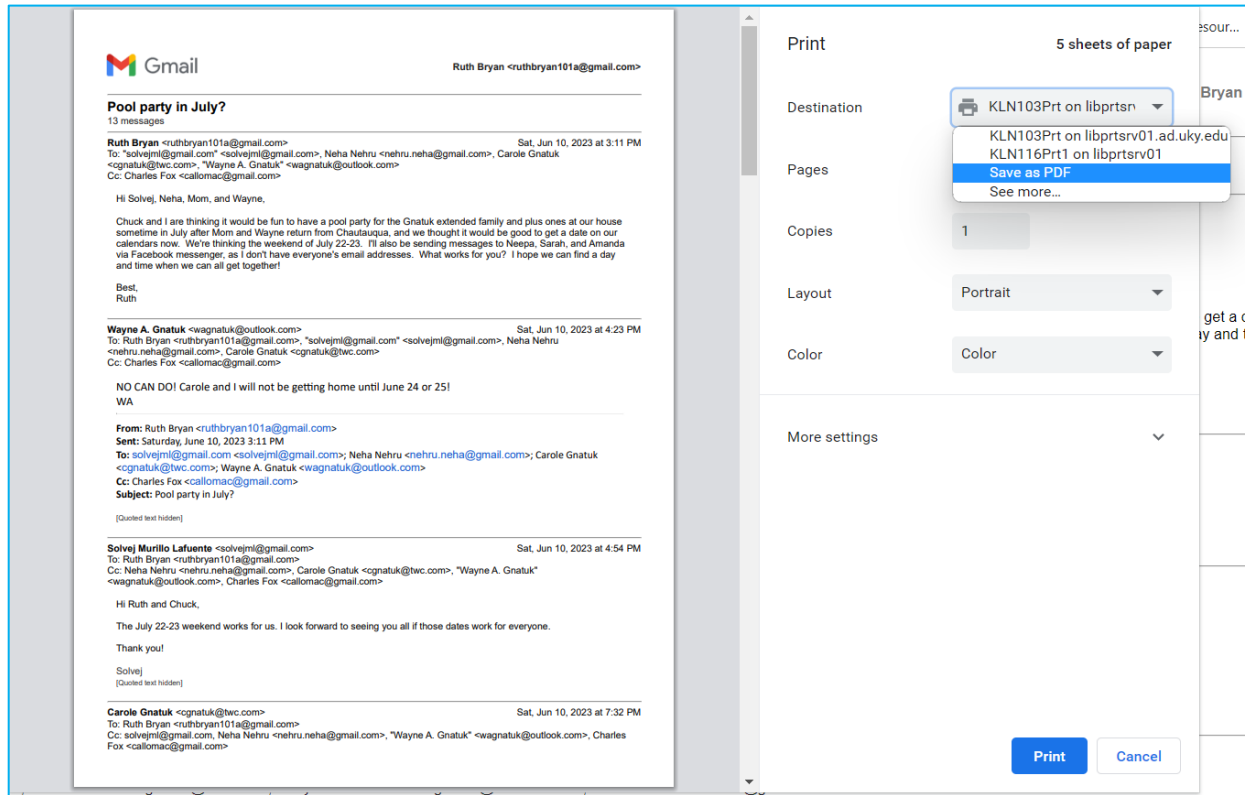 Gmail
Ruth Bryan <ruthbryan101a@gmail.com>
Pool party in July?
13 messages
Ruth Bryan <ruthbryan101a@gmail.com> Sat, Jun 10, 2023 at 3:11 PM
To: "solvejml@gmail.com" <solvejml@gmail.com>, Neha Nehru <nehru.neha@gmail.com>, Carole Gnatuk
<cgnatuk@twc.com>, "Wayne A. Gnatuk" <wagnatuk@outlook.com>
Cc: Charles Fox <callomac@gmail.com>
Hi Solvej, Neha, Mom, and Wayne,
Chuck and I are thinking it would be fun to have a pool party for the Gnatuk extended family and plus ones at our house
sometime in July after Mom and Wayne return from Chautauqua, and we thought it would be good to get a date on our
calendars now. We're thinking the weekend of July 22-23. I'll also be sending messages to Neepa, Sarah, and Amanda
via Facebook messenger, as I don't have everyone's email addresses. What works for you? I hope we can find a day
and time when we can all get together!
Best,
Ruth
Wayne A. Gnatuk <wagnatuk@outlook.com> Sat, Jun 10, 2023 at 4:23 PM
To: Ruth Bryan <ruthbryan101a@gmail.com>, "solvejml@gmail.com" <solvejml@gmail.com>, Neha Nehru
<nehru.neha@gmail.com>, Carole Gnatuk <cgnatuk@twc.com>
Cc: Charles Fox <callomac@gmail.com>
NO CAN DO! Carole and I will not be getting home until June 24 or 25!
WA
From: Ruth Bryan <ruthbryan101a@gmail.com>
Sent: Saturday, June 10, 2023 3:11 PM
To: solvejml@gmail.com <solvejml@gmail.com>; Neha Nehru <nehru.neha@gmail.com>; Carole Gnatuk
<cgnatuk@twc.com>; Wayne A. Gnatuk <wagnatuk@outlook.com>
Cc: Charles Fox <callomac@gmail.com>
Subject: Pool party in July?
[Quoted text hidden]
Solvej Murillo Lafuente <solvejml@gmail.com> Sat, Jun 10, 2023 at 4:54 PM
To: Ruth Bryan <ruthbryan101a@gmail.com>
Cc: Neha Nehru <nehru.neha@gmail.com>, Carole Gnatuk <cgnatuk@twc.com>, "Wayne A. Gnatuk"
<wagnatuk@outlook.com>, Charles Fox <callomac@gmail.com>
Hi Ruth and Chuck,
The July 22-23 weekend works for us. I look forward to seeing you all if those dates work for everyone.
Thank you!
Solvej
[Quoted text hidden]
Carole Gnatuk <cgnatuk@twc.com> Sat, Jun 10, 2023 at 7:32 PM
To: Ruth Bryan <ruthbryan101a@gmail.com>
Cc: solvejml@gmail.com, Neha Nehru <nehru.neha@gmail.com>, "Wayne A. Gnatuk" <wagnatuk@outlook.com>, Charles
Fox <callomac@gmail.com>
Print 5 sheets of paper
Destination KLN103Prt on libprtsrv
KLN103Prt on libprtsrv01.ad.uky.edu
KLN116Prt1 on libprtsrv01
Save as PDF
See more...
Pages
Copies 1
Layout Portrait
Color Color
More settings
Print Cancel
esour...
Bryan
get a
ay and